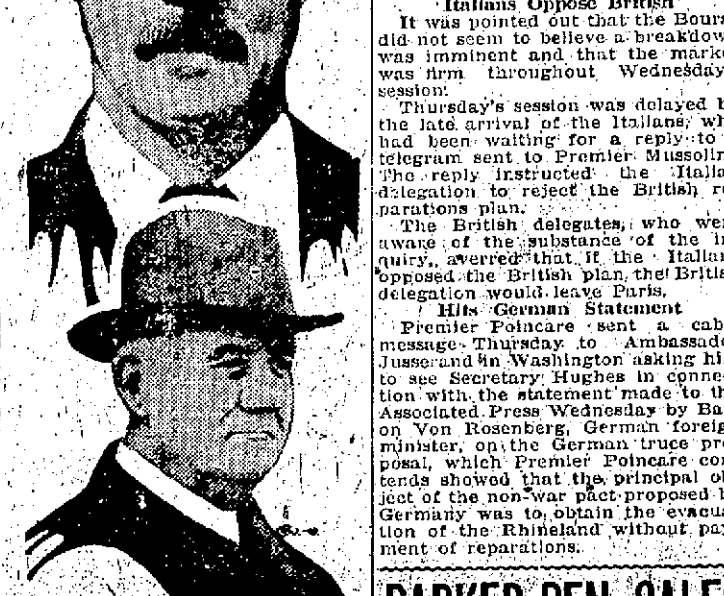 Italians Oppose British
It was pointed out that the Bours
did not seem to believe a breakdow
was imminent and that the marke
was firm throughout Wednesday
session.
Thursday's session was delayed b
the late arrival of the Italians, wh
had been waiting for a reply to
telegram sent to Premier Mussolin
The reply instructed the Italia
delegation to reject the British re
parations plan.
The British delegates, who wer
aware of the substance of the in
quiry, averred that if the Italian
opposed the British plan, the Britis
delegation would leave Paris.
Hits German Statement
Premier Poincare sent a cab
message Thursday to Ambassado
Jusserand in Washington asking hi
to see Secretary Hughes in conne
tion with the statement made to th
Associated Press Wednesday by Ba
on Von Rosenberg, German foreig
minister, on the German truce pro
posal, which Premier Poincare con
tends showed that the principal ob
ject of the non-war pact proposed b
Germany was to obtain the evacua
tion of the Rhineland without pay
ment of reparations.
PARKER PEN SALE